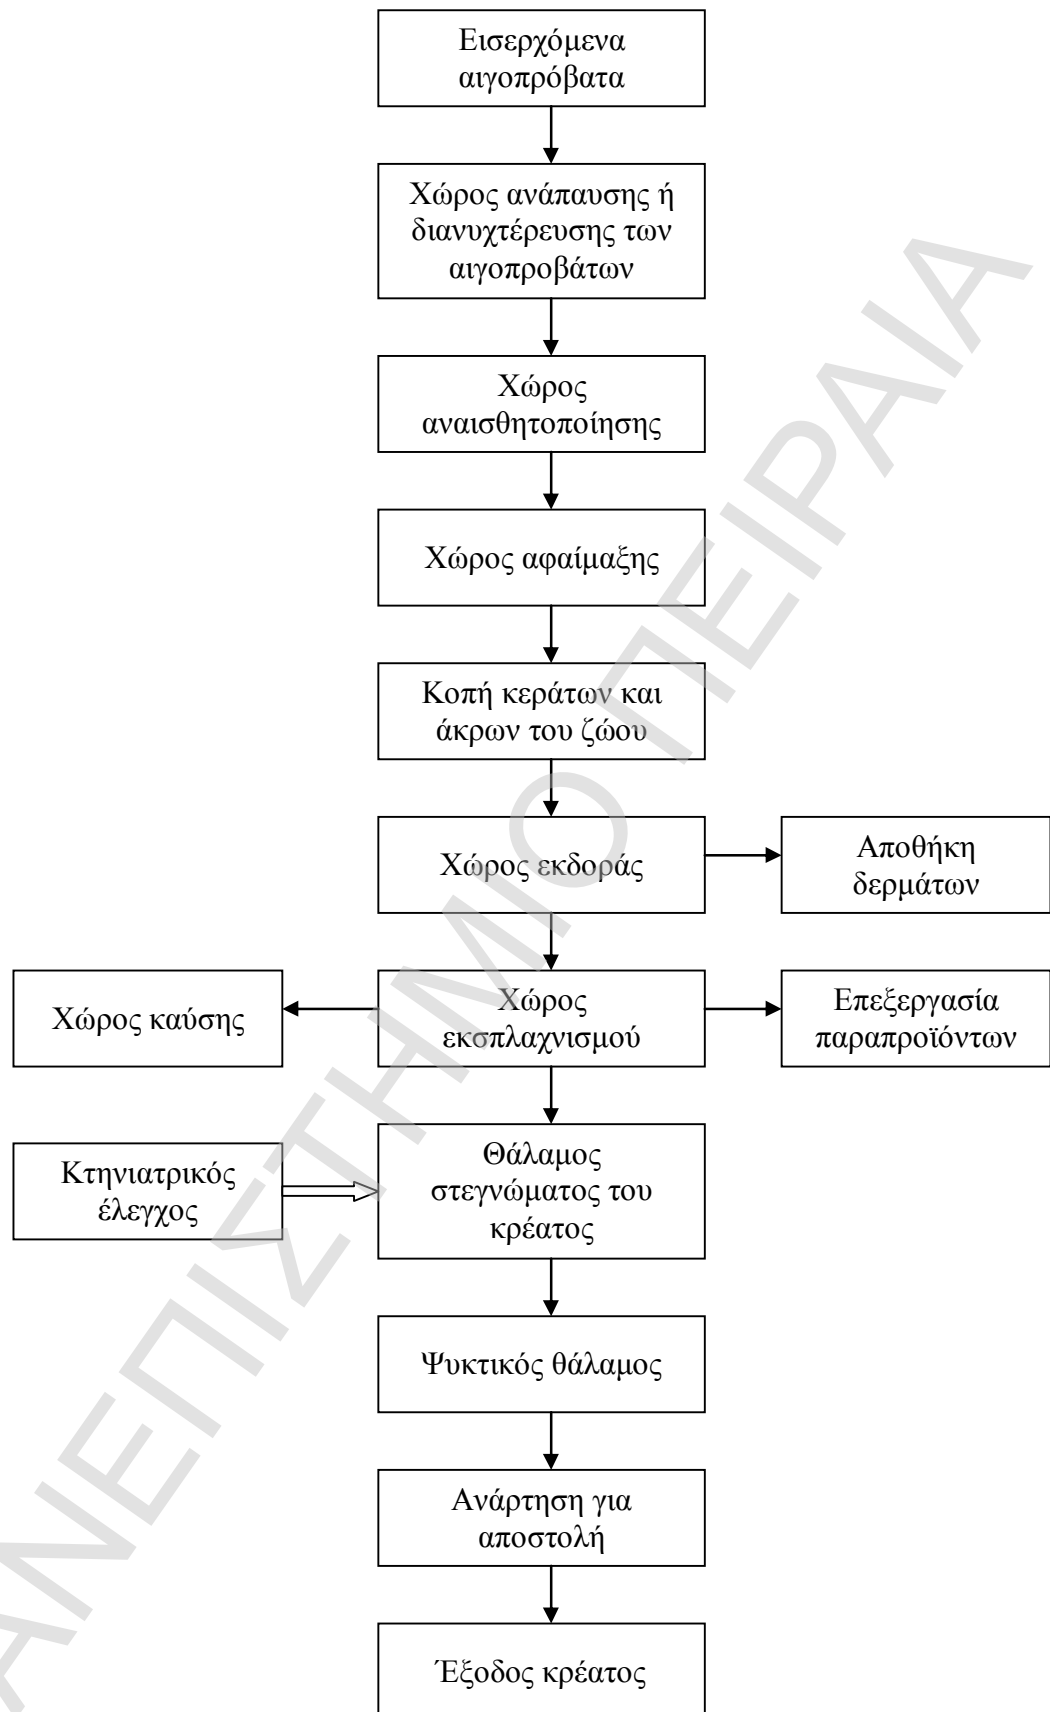 Εισερχόμενα
αιγοπρόβατα
Χώρος ανάπαυσης ή
διανυχτέρευσης των
αιγοπροβάτων
Χώρος
αναισθητοποίησης
Χώρος αφαίμαξης
Κοπή κεράτων και
άκρων του ζώου
Χώρος εκδοράς
Αποθήκη
δερμάτων
Χώρος καύσης
Χώρος
εκσπλαχνισμού
Επεξεργασία
παραπροϊόντων
Κτηνιατρικός
έλεγχος
Θάλαμος
στεγνώματος του
κρέατος
Ψυκτικός θάλαμος
Ανάρτηση για
αποστολή
Έξοδος κρέατος
ΑΝΕΠΙΣΤΗΜΙΟ ΠΕΙΡΑΙΑ